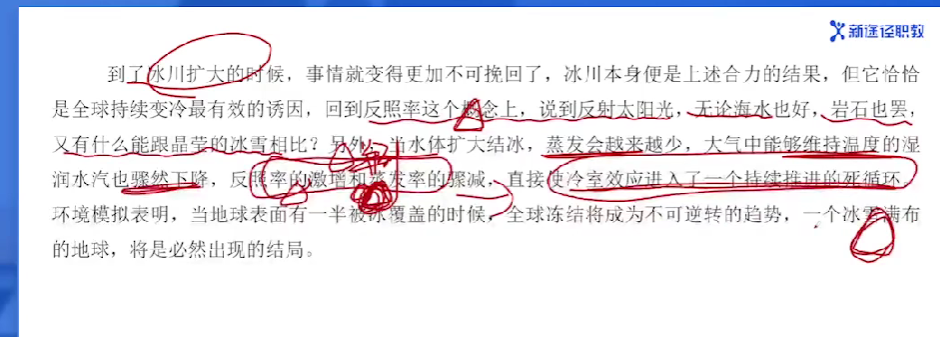 新途径职教
到了冰川扩大的时候，事情就变得更加不可挽回了，冰川本身便是上述合力的结果，但它恰恰
是全球持续变冷最有效的诱因，回到反照率这个概念上，说到反射太阳光，无论海水也好，岩石也罢，
又有什么能跟晶莹的冰雪相比？另外，当水体扩大结冰，蒸发会越来越少，大气中能够维持温度的湿
润水汽也骤然下降，反照率的激增和蒸发率的骤减，直接使冷室效应进入了一个持续推进的死循环。
环境模拟表明，当地球表面有一半被冰覆盖的时候，全球冻结将成为不可逆转的趋势，一个冰雪满布
的地球，将是必然出现的结局。